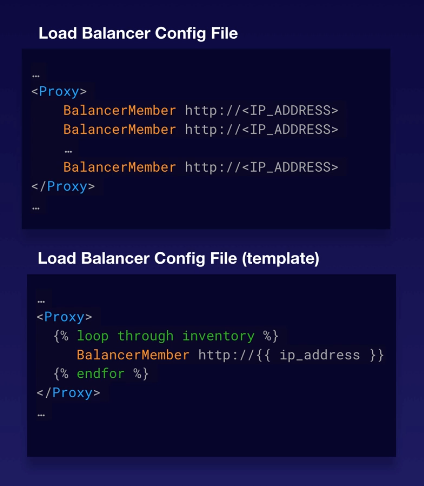 Load Balancer Config File
…
<Proxy>
BalancerMember http://<IP_ADDRESS>
BalancerMember http://<IP_ADDRESS>
…
BalancerMember http://<IP_ADDRESS>
</Proxy>
…
Load Balancer Config File (template)
…
<Proxy>
{% loop through inventory %}
BalancerMember http://{{ ip_address }}
{% endfor %}
</Proxy>
…